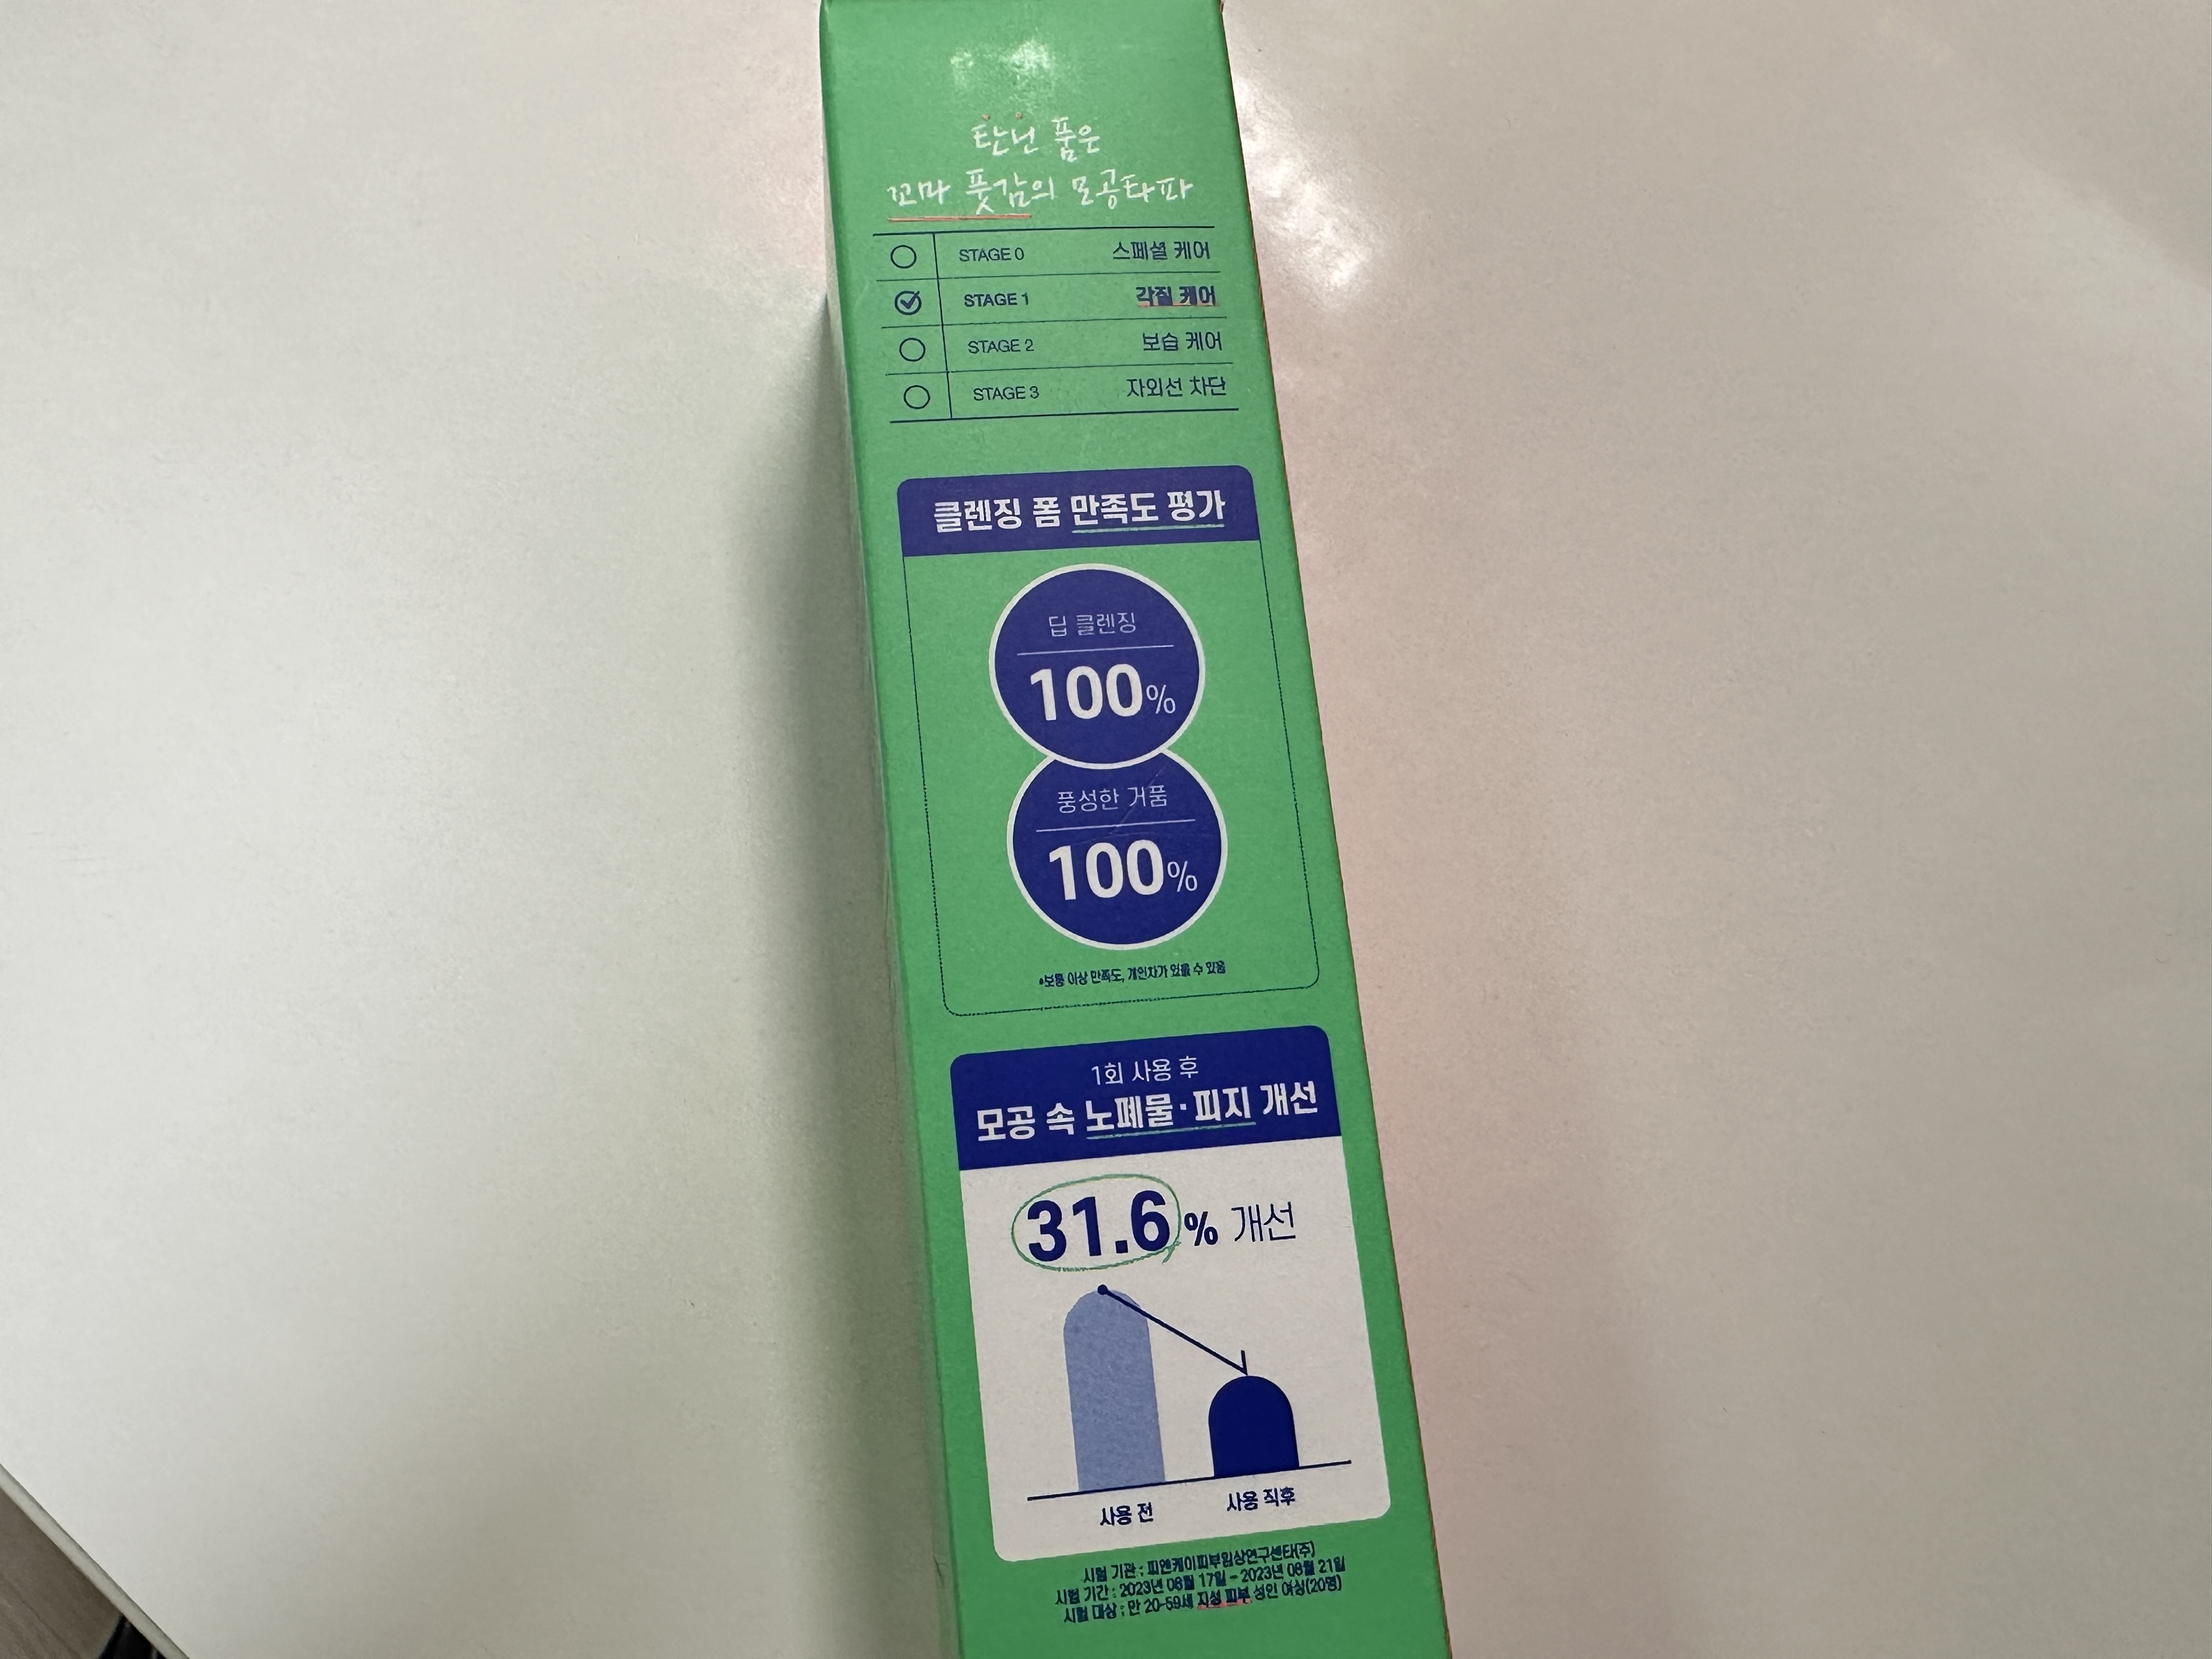 탄닌 품은
꼬마 풋감의 모공타파
STAGE 0 스페셜 케어
STAGE 1 각질 케어
STAGE 2 보습 케어
STAGE 3 자외선 차단
클렌징 폼 만족도 평가
딥 클렌징
100%
풍성한 거품
100%
*보통 이상 만족도, 개인차가 있을 수 있음
1회 사용 후
모공 속 노폐물·피지 개선
31.6% 개선
사용 전 사용 직후
시험 기관 : 피앤케이피부임상연구센타(주)
시험 기간 : 2023년 08월 17일 - 2023년 08월 21일
시험 대상 : 만 20-59세 지성 피부 성인 여성(20명)